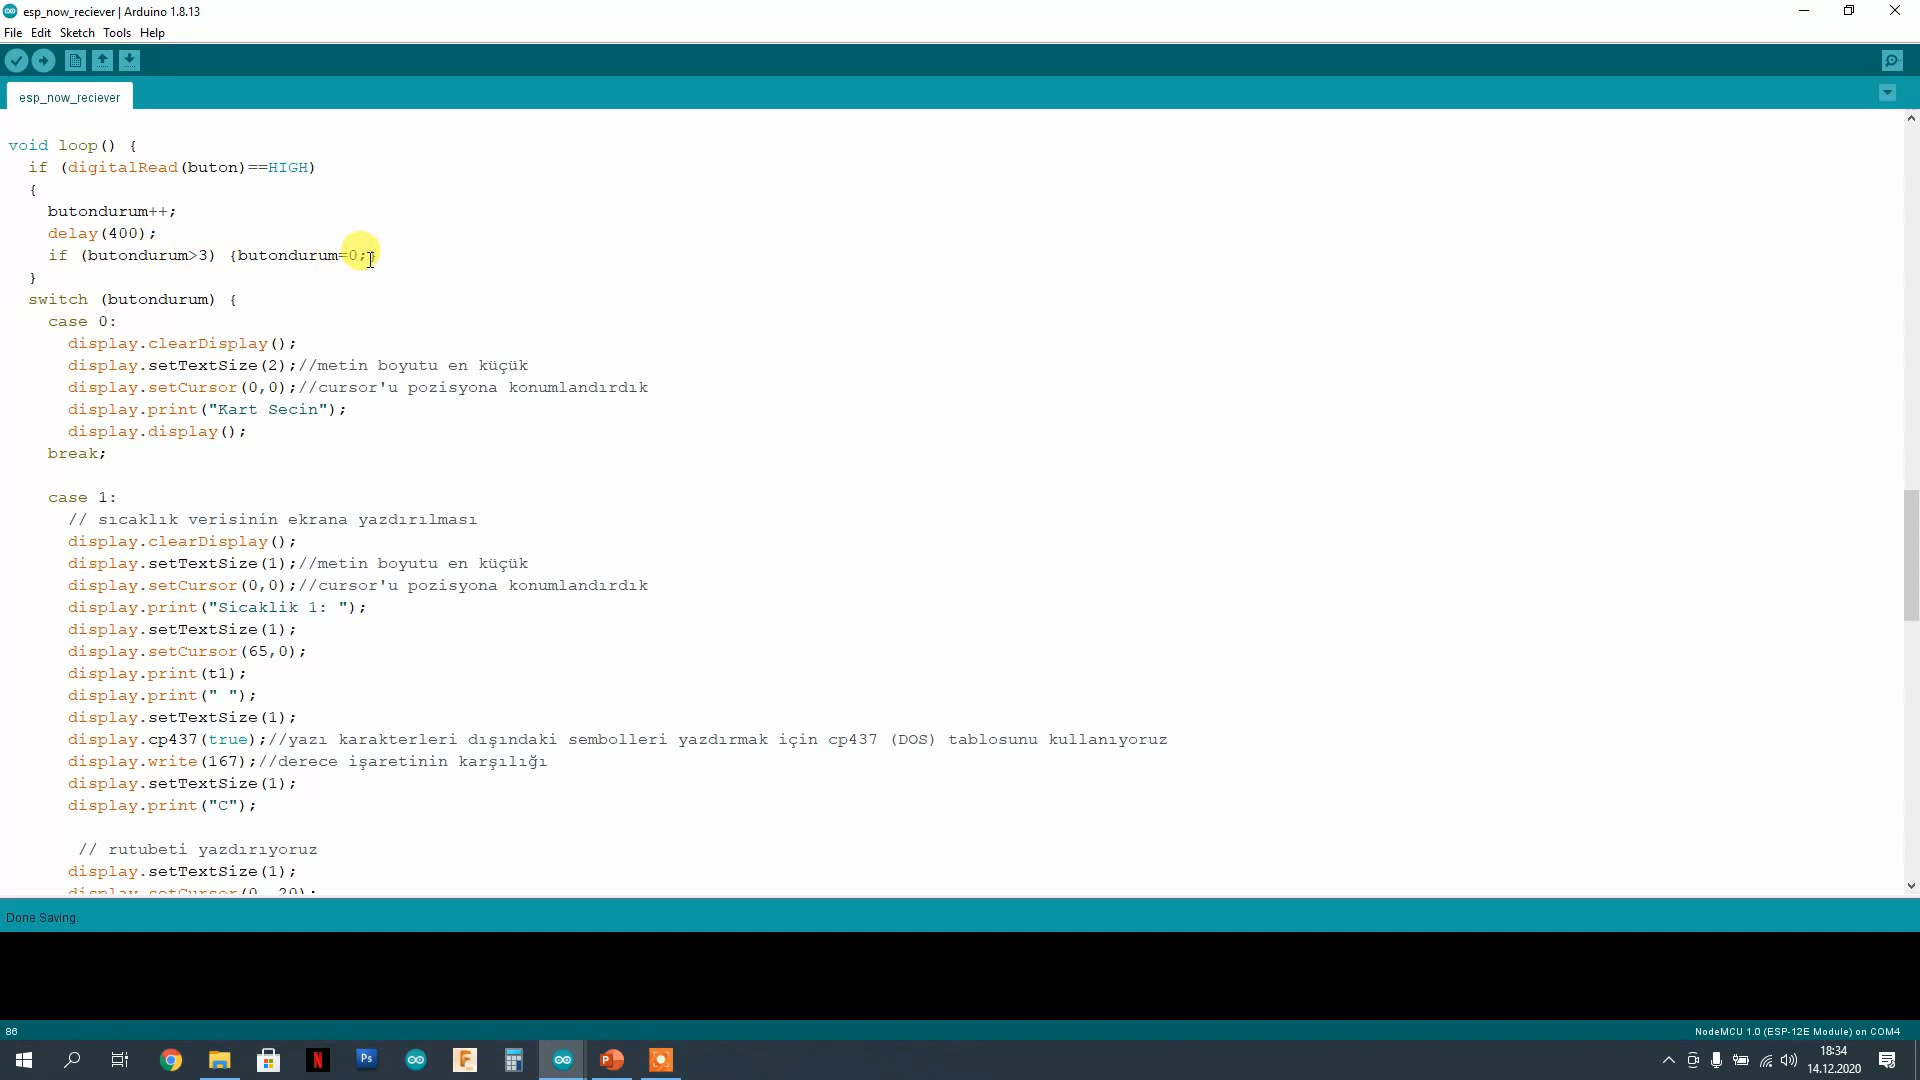 esp_now_reciever | Arduino 1.8.13
File Edit Sketch Tools Help
esp_now_reciever
void loop() {
if (digitalRead(buton)==HIGH)
{
butondurum++;
delay(400);
if (butondurum>3) {butondurum=0;}
}
switch (butondurum) {
case 0:
display.clearDisplay();
display.setTextSize(2);//metin boyutu en küçük
display.setCursor(0,0);//cursor'u pozisyona konumlandırdık
display.print("Kart Secin");
display.display();
break;
case 1:
// sıcaklık verisinin ekrana yazdırılması
display.clearDisplay();
display.setTextSize(1);//metin boyutu en küçük
display.setCursor(0,0);//cursor'u pozisyona konumlandırdık
display.print("Sicaklik 1: ");
display.setTextSize(1);
display.setCursor(65,0);
display.print(t1);
display.print(" ");
display.setTextSize(1);
display.cp437(true);//yazı karakterleri dışındaki sembolleri yazdırmak için cp437 (DOS) tablosunu kullanıyoruz
display.write(167);//derece işaretinin karşılığı
display.setTextSize(1);
display.print("C");
// rutubeti yazdırıyoruz
display.setTextSize(1);
display.setCursor(0, 20);
Done Saving.
86
NodeMCU 1.0 (ESP-12E Module) on COM4
N Ps F P
18:34
14.12.2020